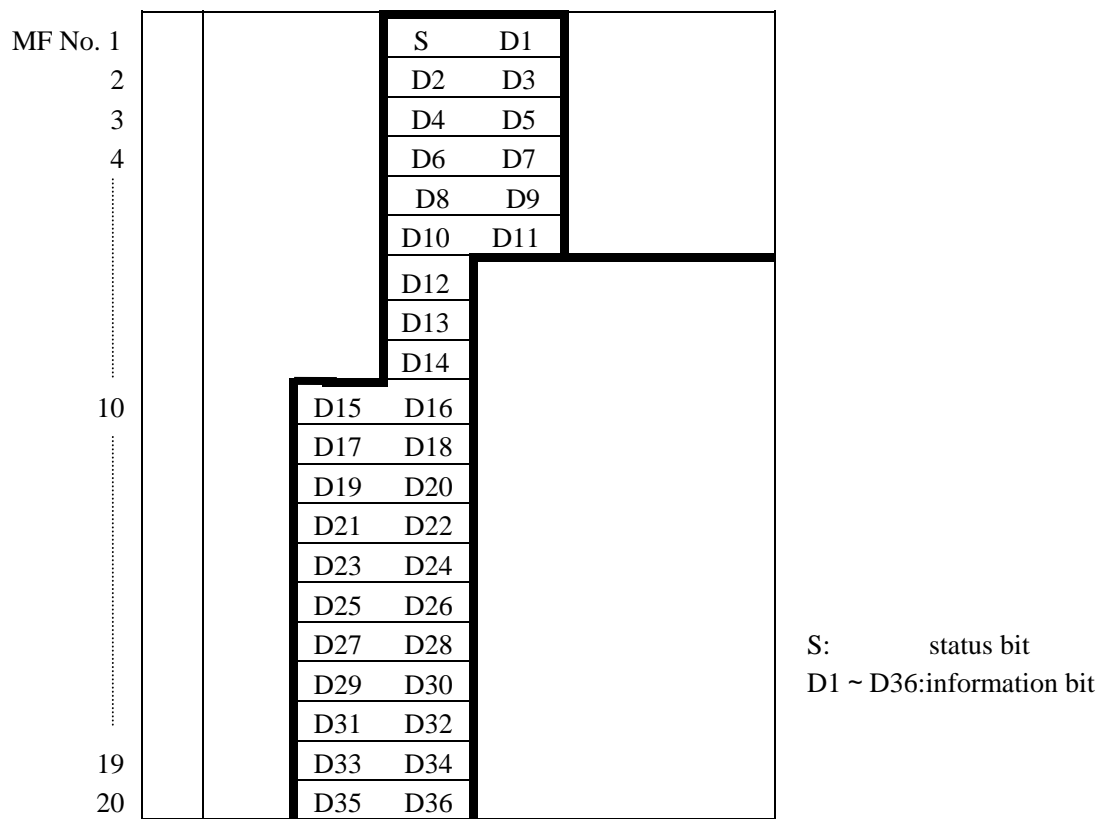 MF No. 1 S D1
2 D2 D3
3 D4 D5
4 D6 D7
D8 D9
D10 D11
D12
D13
D14
10 D15 D16
D17 D18
D19 D20
D21 D22
D23 D24
D25 D26
D27 D28 S: status bit
D29 D30 D1 ~ D36:information bit
D31 D32
19 D33 D34
20 D35 D36